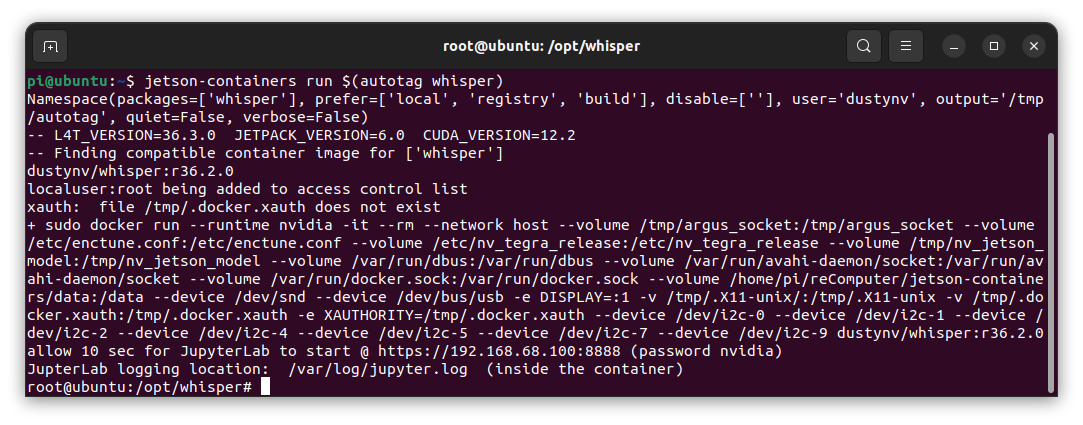 root@ubuntu: /opt/whisper
pi@ubuntu:~$ jetson-containers run $(autotag whisper)
Namespace(packages=['whisper'], prefer=['local', 'registry', 'build'], disable=[''], user='dustynv', output='/tmp
/autotag', quiet=False, verbose=False)
-- L4T_VERSION=36.3.0  JETPACK_VERSION=6.0  CUDA_VERSION=12.2
-- Finding compatible container image for ['whisper']
dustynv/whisper:r36.2.0
localuser:root being added to access control list
xauth:  file /tmp/.docker.xauth does not exist
+ sudo docker run --runtime nvidia -it --rm --network host --volume /tmp/argus_socket:/tmp/argus_socket --volume
/etc/enctune.conf:/etc/enctune.conf --volume /etc/nv_tegra_release:/etc/nv_tegra_release --volume /tmp/nv_jetson_
model:/tmp/nv_jetson_model --volume /var/run/dbus:/var/run/dbus --volume /var/run/avahi-daemon/socket:/var/run/av
ahi-daemon/socket --volume /var/run/docker.sock:/var/run/docker.sock --volume /home/pi/reComputer/jetson-containe
rs/data:/data --device /dev/snd --device /dev/bus/usb -e DISPLAY=:1 -v /tmp/.X11-unix/:/tmp/.X11-unix -v /tmp/.do
cker.xauth:/tmp/.docker.xauth -e XAUTHORITY=/tmp/.docker.xauth --device /dev/i2c-0 --device /dev/i2c-1 --device /
dev/i2c-2 --device /dev/i2c-4 --device /dev/i2c-5 --device /dev/i2c-7 --device /dev/i2c-9 dustynv/whisper:r36.2.0
allow 10 sec for JupyterLab to start @ https://192.168.68.100:8888 (password nvidia)
JupterLab logging location:  /var/log/jupyter.log  (inside the container)
root@ubuntu:/opt/whisper#